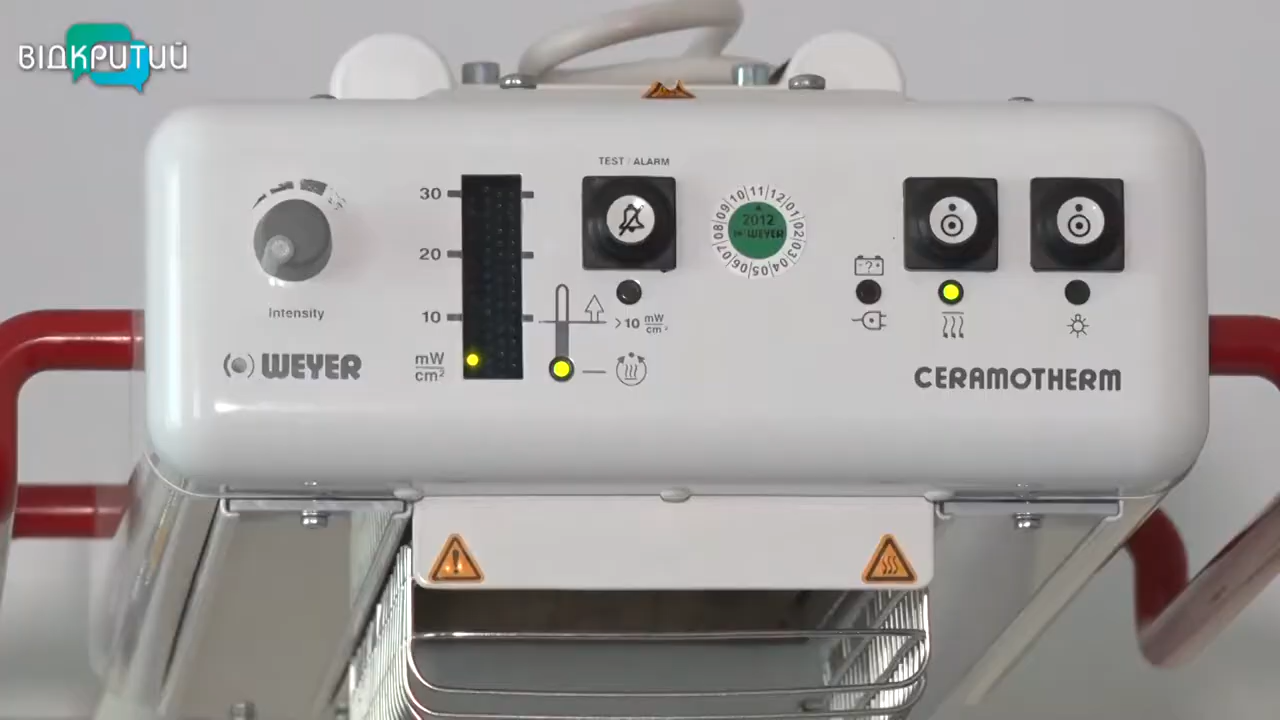 ВІДКРИТИЙ
TEST / ALARM
30
20
10
mW
cm²
>10 mW
cm²
Intensity
WEYER
10 11 12 01 02 03 04 05 06 07 08 09
2012
WEYER
?
CERAMOTHERM